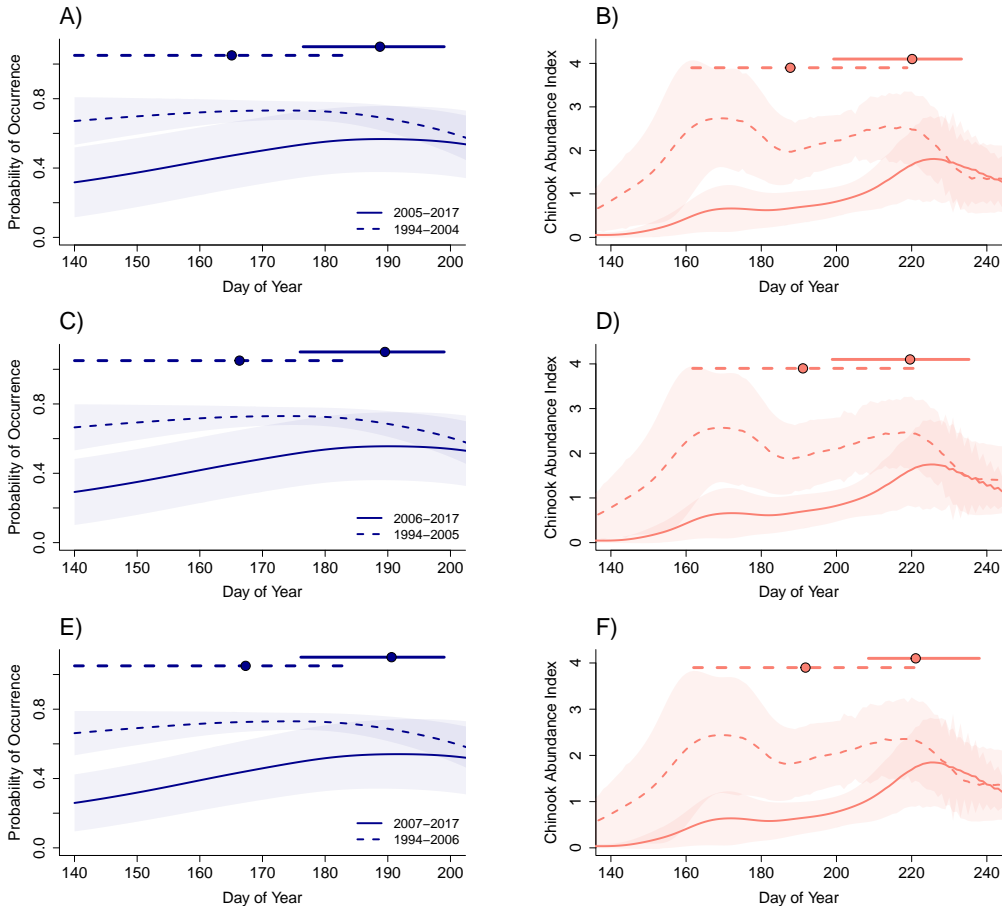 A)
Probability of Occurrence
0.0 0.4 0.8
2005−2017
1994−2004
140 150 160 170 180 190 200
Day of Year
B)
Chinook Abundance Index
0 1 2 3 4
140 160 180 200 220 240
Day of Year
C)
Probability of Occurrence
0.0 0.4 0.8
2006−2017
1994−2005
140 150 160 170 180 190 200
Day of Year
D)
Chinook Abundance Index
0 1 2 3 4
140 160 180 200 220 240
Day of Year
E)
Probability of Occurrence
0.0 0.4 0.8
2007−2017
1994−2006
140 150 160 170 180 190 200
Day of Year
F)
Chinook Abundance Index
0 1 2 3 4
140 160 180 200 220 240
Day of Year